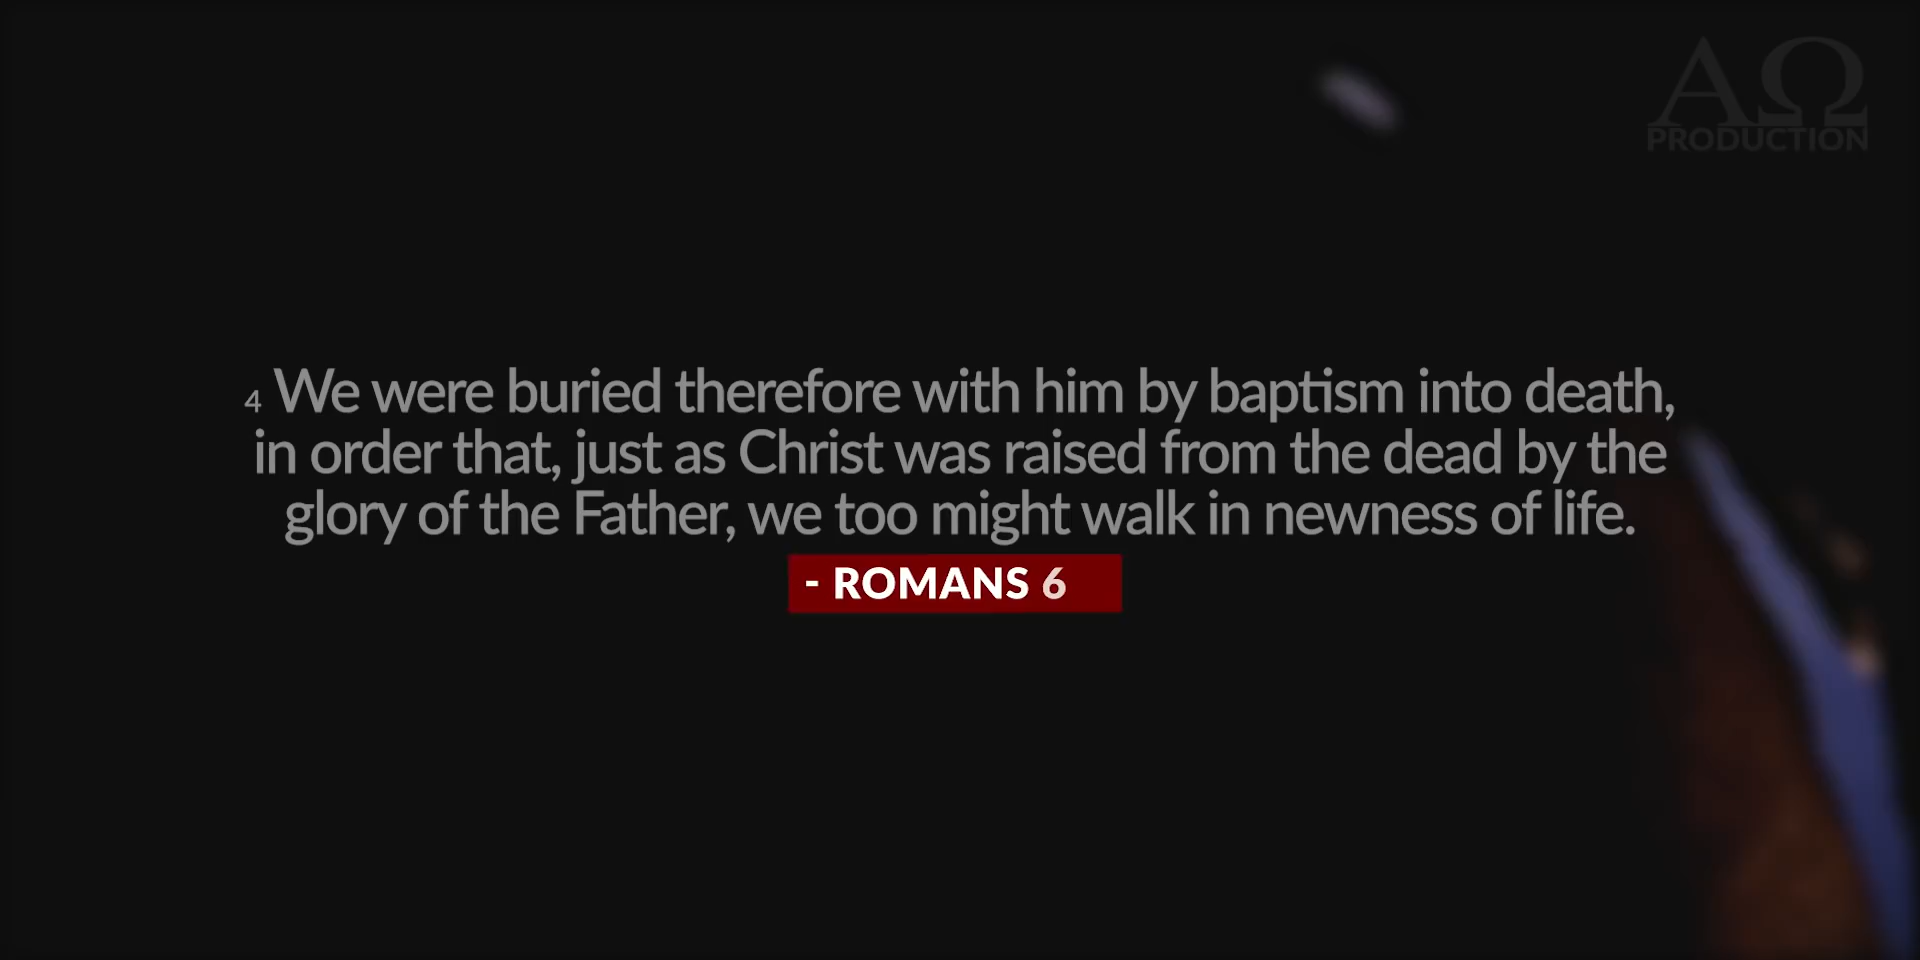 ΑΩ
PRODUCTION
4 We were buried therefore with him by baptism into death,
in order that, just as Christ was raised from the dead by the
glory of the Father, we too might walk in newness of life.
- ROMANS 6